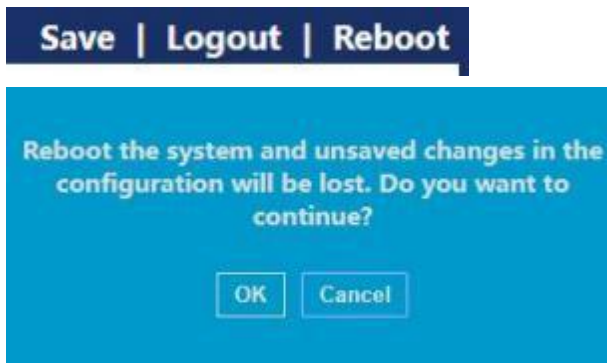 Save | Logout | Reboot
Reboot the system and unsaved changes in the
configuration will be lost. Do you want to
continue?
OK Cancel